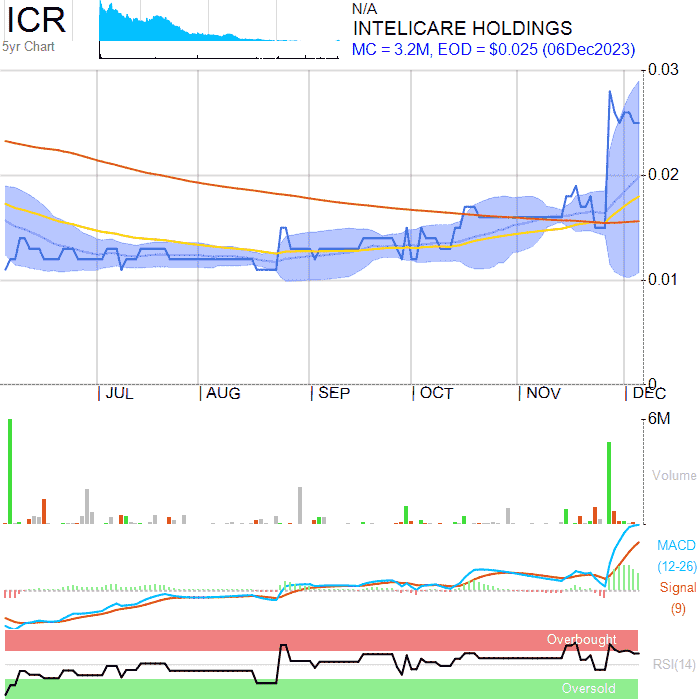 ICR
5yr Chart
N/A
INTELICARE HOLDINGS
MC = 3.2M, EOD = $0.025 (06Dec2023)
0.03
0.02
0.01
0
JUL AUG SEP OCT NOV DEC
6M
Volume
MACD
(12-26)
Signal
(9)
Overbought
RSI(14)
Oversold